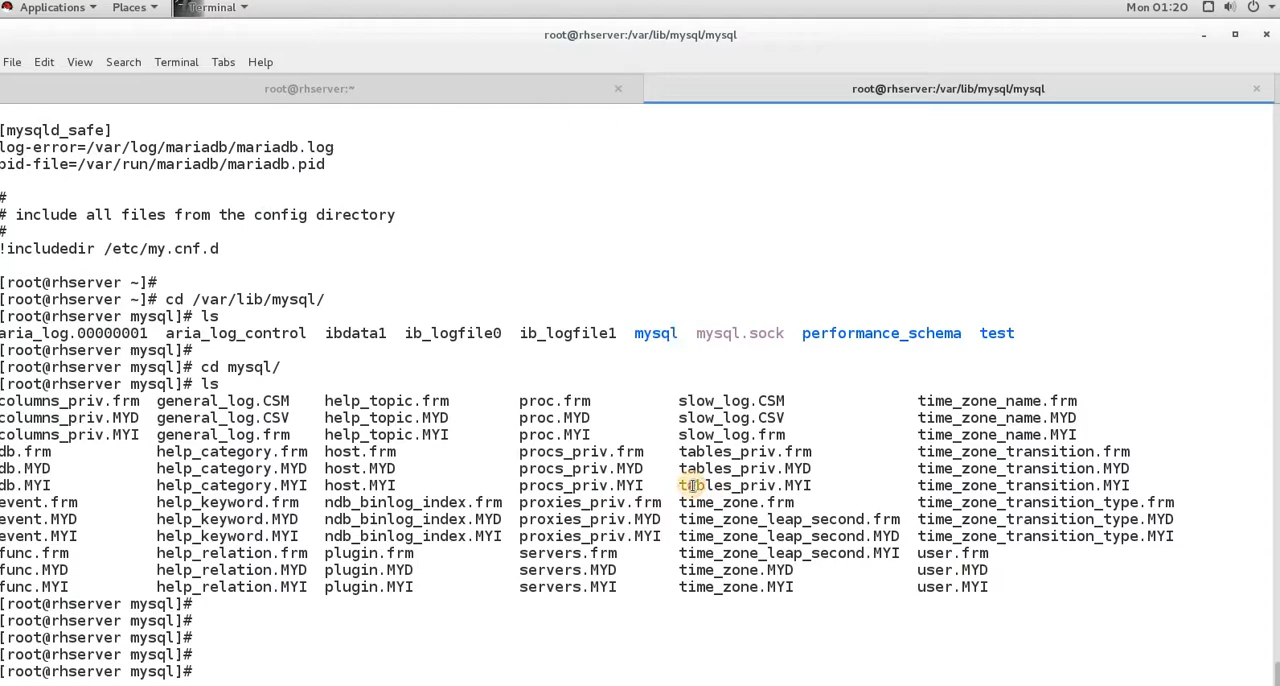 Applications Places Terminal Mon 01:20
root@rhserver:/var/lib/mysql/mysql
File Edit View Search Terminal Tabs Help
root@rhserver:~ root@rhserver:/var/lib/mysql/mysql
[mysqld_safe]
log-error=/var/log/mariadb/mariadb.log
pid-file=/var/run/mariadb/mariadb.pid
#
# include all files from the config directory
#
!includedir /etc/my.cnf.d
[root@rhserver ~]#
[root@rhserver ~]# cd /var/lib/mysql/
[root@rhserver mysql]# ls
aria_log.00000001 aria_log_control ibdata1 ib_logfile0 ib_logfile1 mysql mysql.sock performance_schema test
[root@rhserver mysql]#
[root@rhserver mysql]# cd mysql/
[root@rhserver mysql]# ls
columns_priv.frm general_log.CSM help_topic.frm proc.frm slow_log.CSM time_zone_name.frm
columns_priv.MYD general_log.CSV help_topic.MYD proc.MYD slow_log.CSV time_zone_name.MYD
columns_priv.MYI general_log.frm help_topic.MYI proc.MYI slow_log.frm time_zone_name.MYI
db.frm help_category.frm host.frm procs_priv.frm tables_priv.frm time_zone_transition.frm
db.MYD help_category.MYD host.MYD procs_priv.MYD tables_priv.MYD time_zone_transition.MYD
db.MYI help_category.MYI host.MYI procs_priv.MYI tables_priv.MYI time_zone_transition.MYI
event.frm help_keyword.frm ndb_binlog_index.frm proxies_priv.frm time_zone.frm time_zone_transition_type.frm
event.MYD help_keyword.MYD ndb_binlog_index.MYD proxies_priv.MYD time_zone_leap_second.frm time_zone_transition_type.MYD
event.MYI help_keyword.MYI ndb_binlog_index.MYI proxies_priv.MYI time_zone_leap_second.MYD time_zone_transition_type.MYI
func.frm help_relation.frm plugin.frm servers.frm time_zone_leap_second.MYI user.frm
func.MYD help_relation.MYD plugin.MYD servers.MYD time_zone.MYD user.MYD
func.MYI help_relation.MYI plugin.MYI servers.MYI time_zone.MYI user.MYI
[root@rhserver mysql]#
[root@rhserver mysql]#
[root@rhserver mysql]#
[root@rhserver mysql]#
[root@rhserver mysql]#